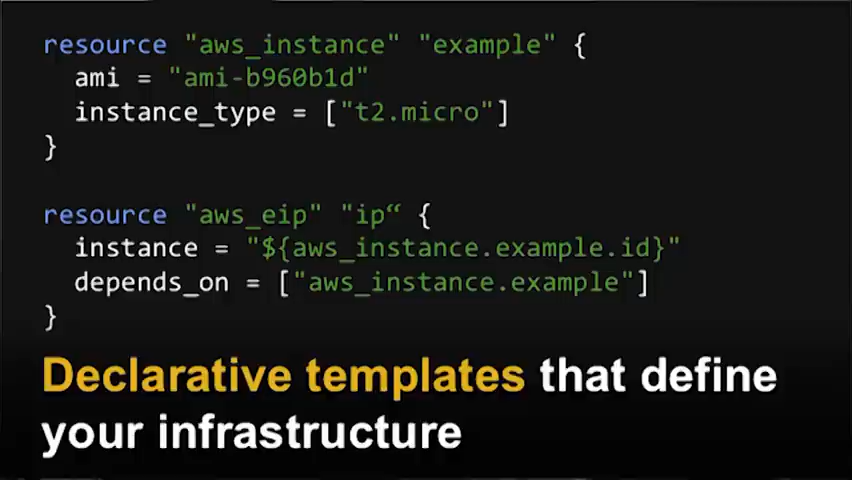 resource "aws_instance" "example" {
  ami = "ami-b960b1d"
  instance_type = ["t2.micro"]
}
resource "aws_eip" "ip“ {
  instance = "${aws_instance.example.id}"
  depends_on = ["aws_instance.example"]
}
Declarative templates that define
your infrastructure